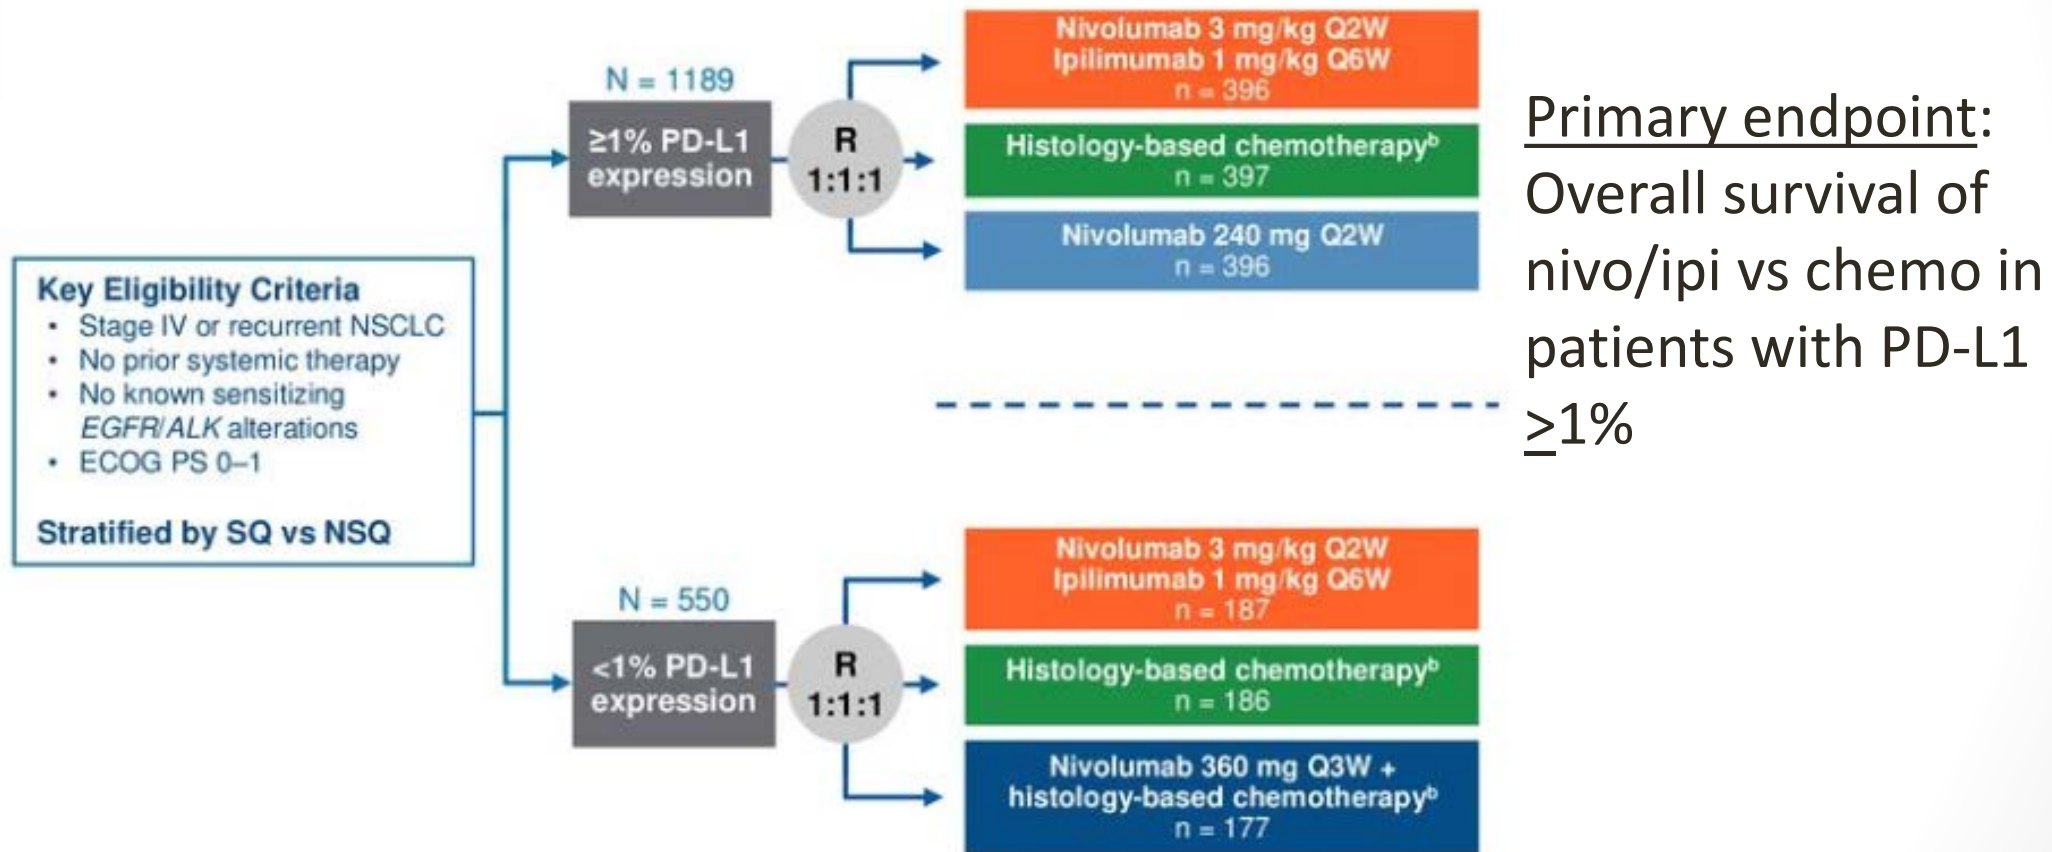 Key Eligibility Criteria
• Stage IV or recurrent NSCLC
• No prior systemic therapy
• No known sensitizing
EGFR/ALK alterations
• ECOG PS 0–1
Stratified by SQ vs NSQ
N = 1189
≥1% PD-L1
expression
R
1:1:1
Nivolumab 3 mg/kg Q2W
Ipilimumab 1 mg/kg Q6W
n = 396
Histology-based chemotherapyᵇ
n = 397
Nivolumab 240 mg Q2W
n = 396
N = 550
<1% PD-L1
expression
R
1:1:1
Nivolumab 3 mg/kg Q2W
Ipilimumab 1 mg/kg Q6W
n = 187
Histology-based chemotherapyᵇ
n = 186
Nivolumab 360 mg Q3W +
histology-based chemotherapyᵇ
n = 177
Primary endpoint:
Overall survival of
nivo/ipi vs chemo in
patients with PD-L1
>1%